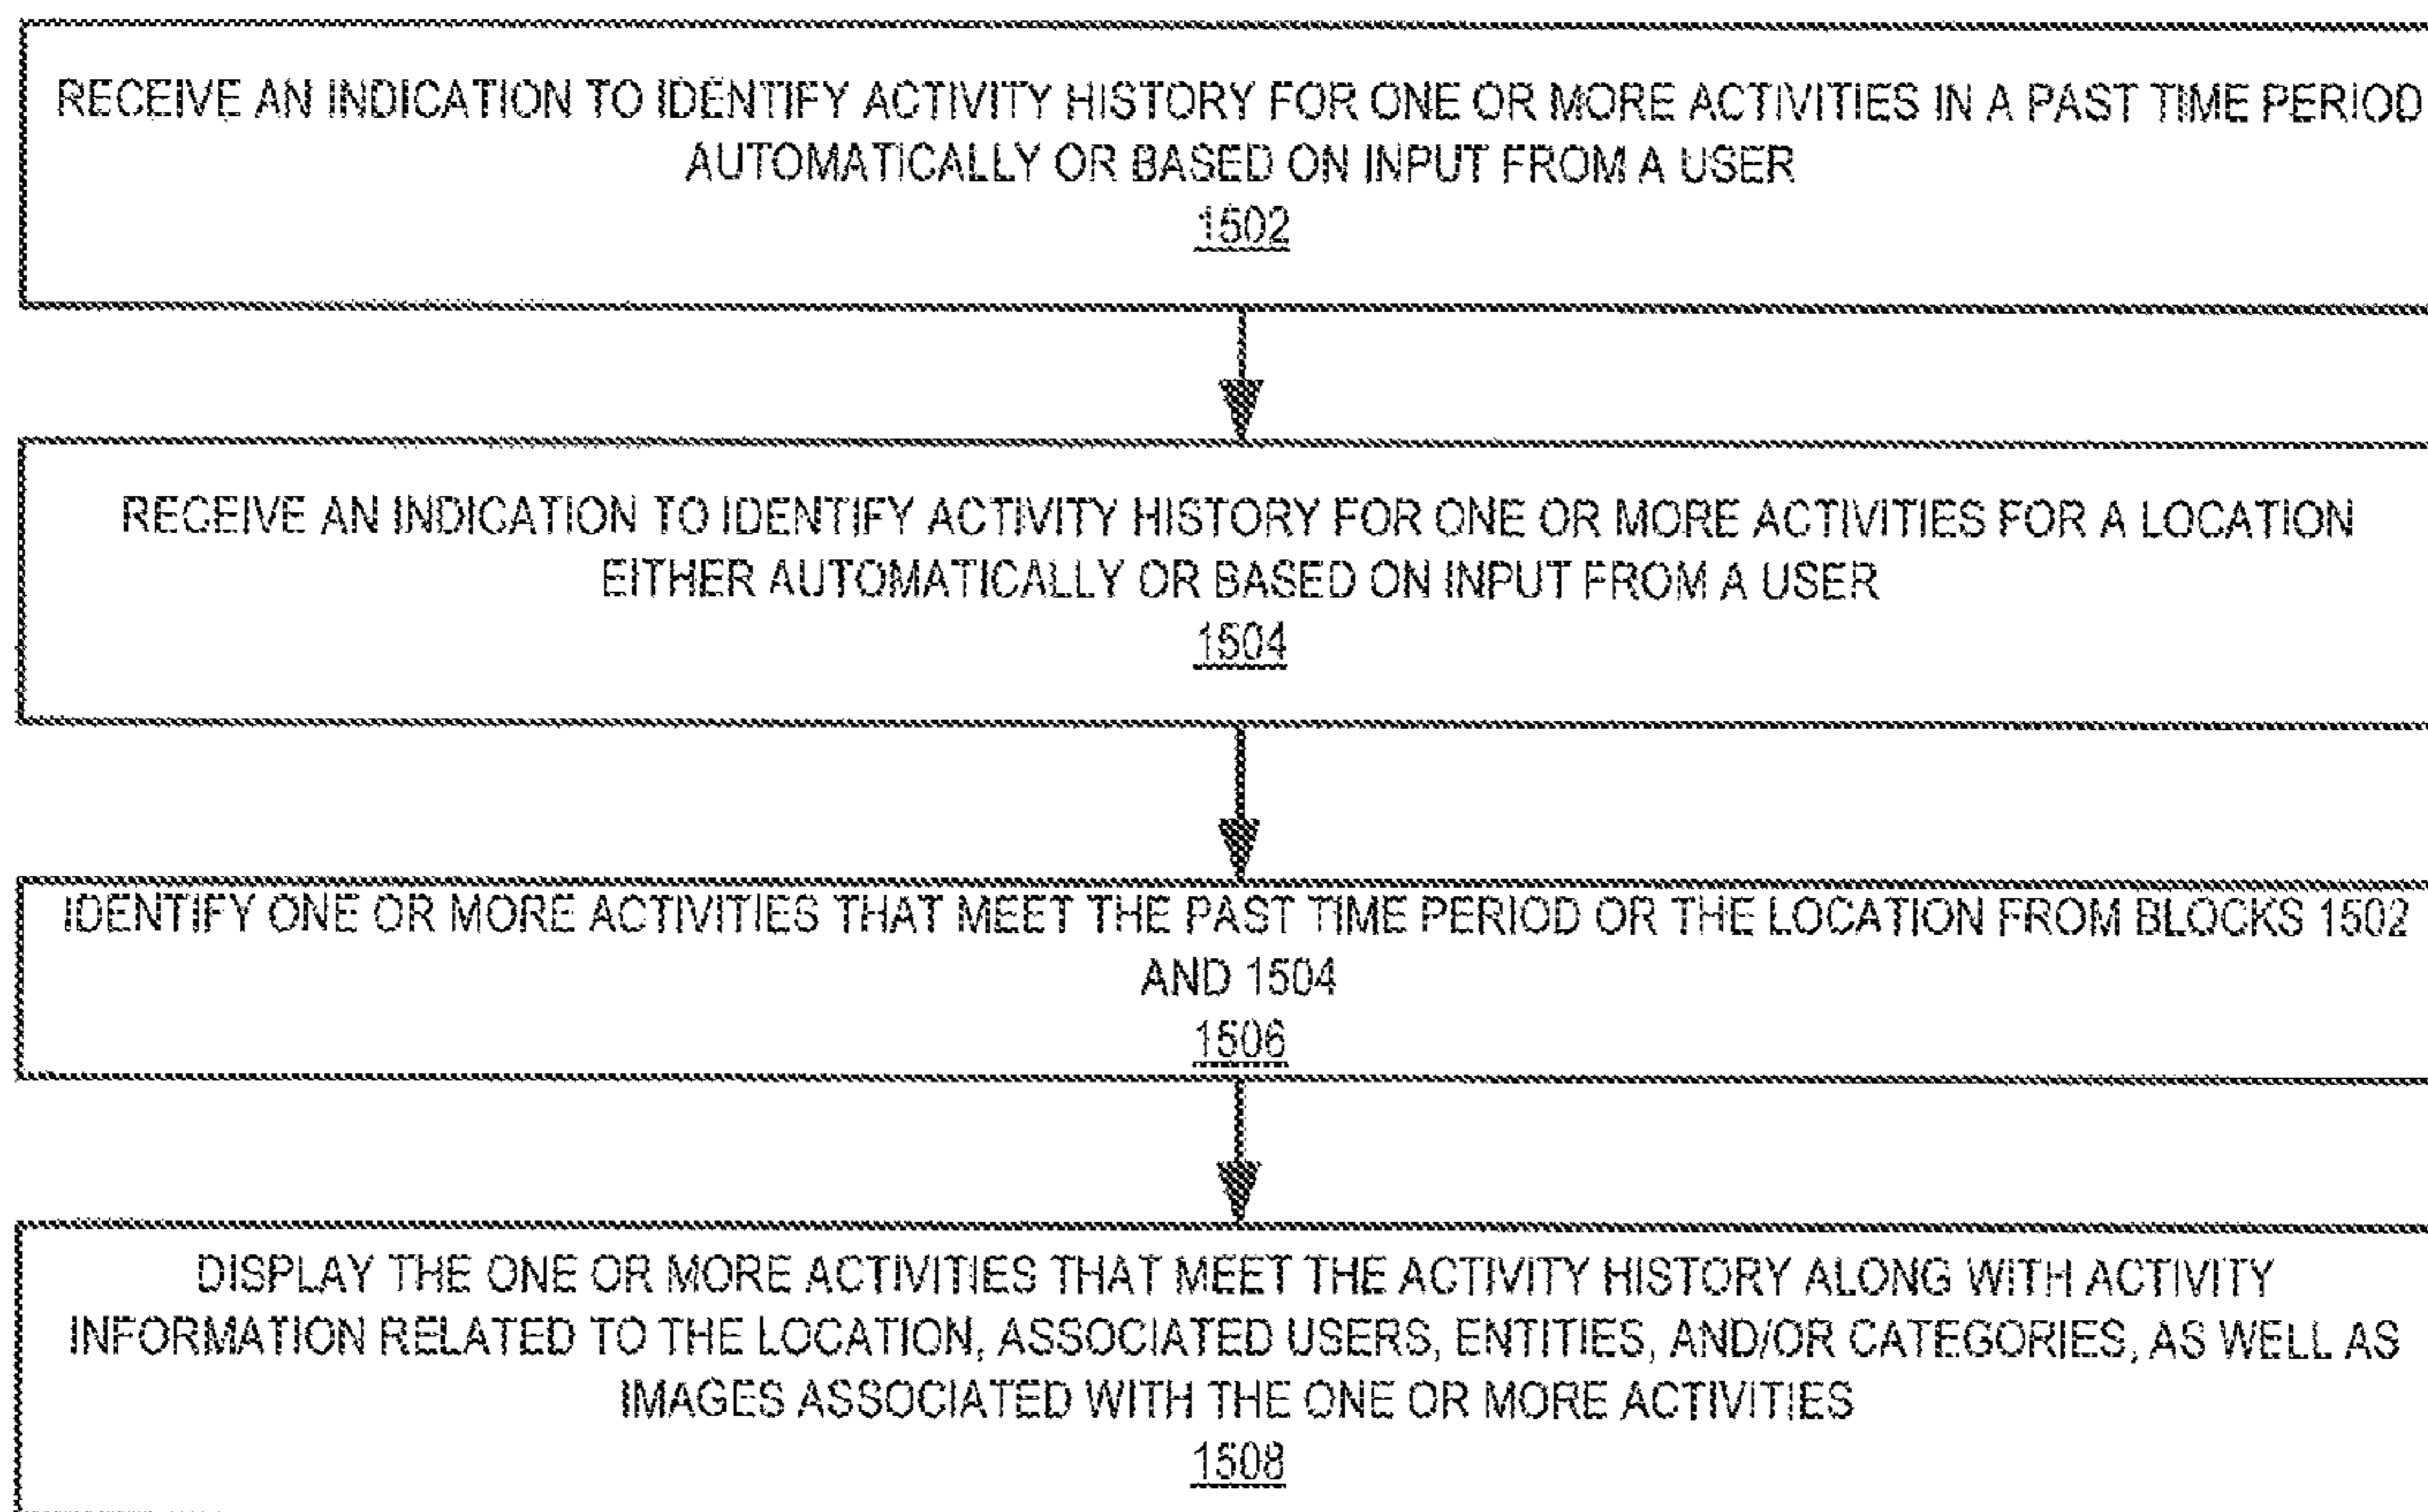 RECEIVE AN INDICATION TO IDENTIFY ACTIVITY HISTORY FOR ONE OR MORE ACTIVITIES IN A PAST TIME PERIOD
AUTOMATICALLY OR BASED ON INPUT FROM A USER
1502
RECEIVE AN INDICATION TO IDENTIFY ACTIVITY HISTORY FOR ONE OR MORE ACTIVITIES FOR A LOCATION
EITHER AUTOMATICALLY OR BASED ON INPUT FROM A USER
1504
IDENTIFY ONE OR MORE ACTIVITIES THAT MEET THE PAST TIME PERIOD OR THE LOCATION FROM BLOCKS 1502
AND 1504
1506
DISPLAY THE ONE OR MORE ACTIVITIES THAT MEET THE ACTIVITY HISTORY ALONG WITH ACTIVITY
INFORMATION RELATED TO THE LOCATION, ASSOCIATED USERS, ENTITIES, AND/OR CATEGORIES, AS WELL AS
IMAGES ASSOCIATED WITH THE ONE OR MORE ACTIVITIES
1508